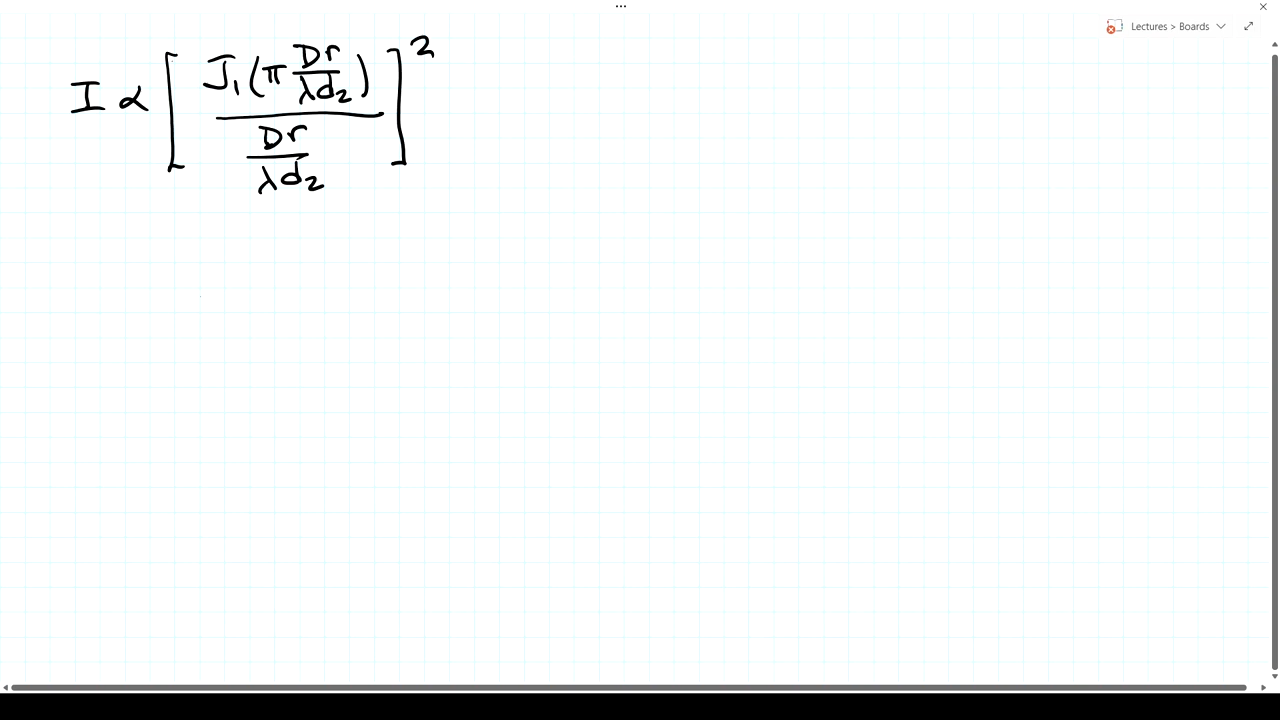 Lectures > Boards
I ∝ [ J₁(π Dr/λd₂) / (Dr/λd₂) ]²